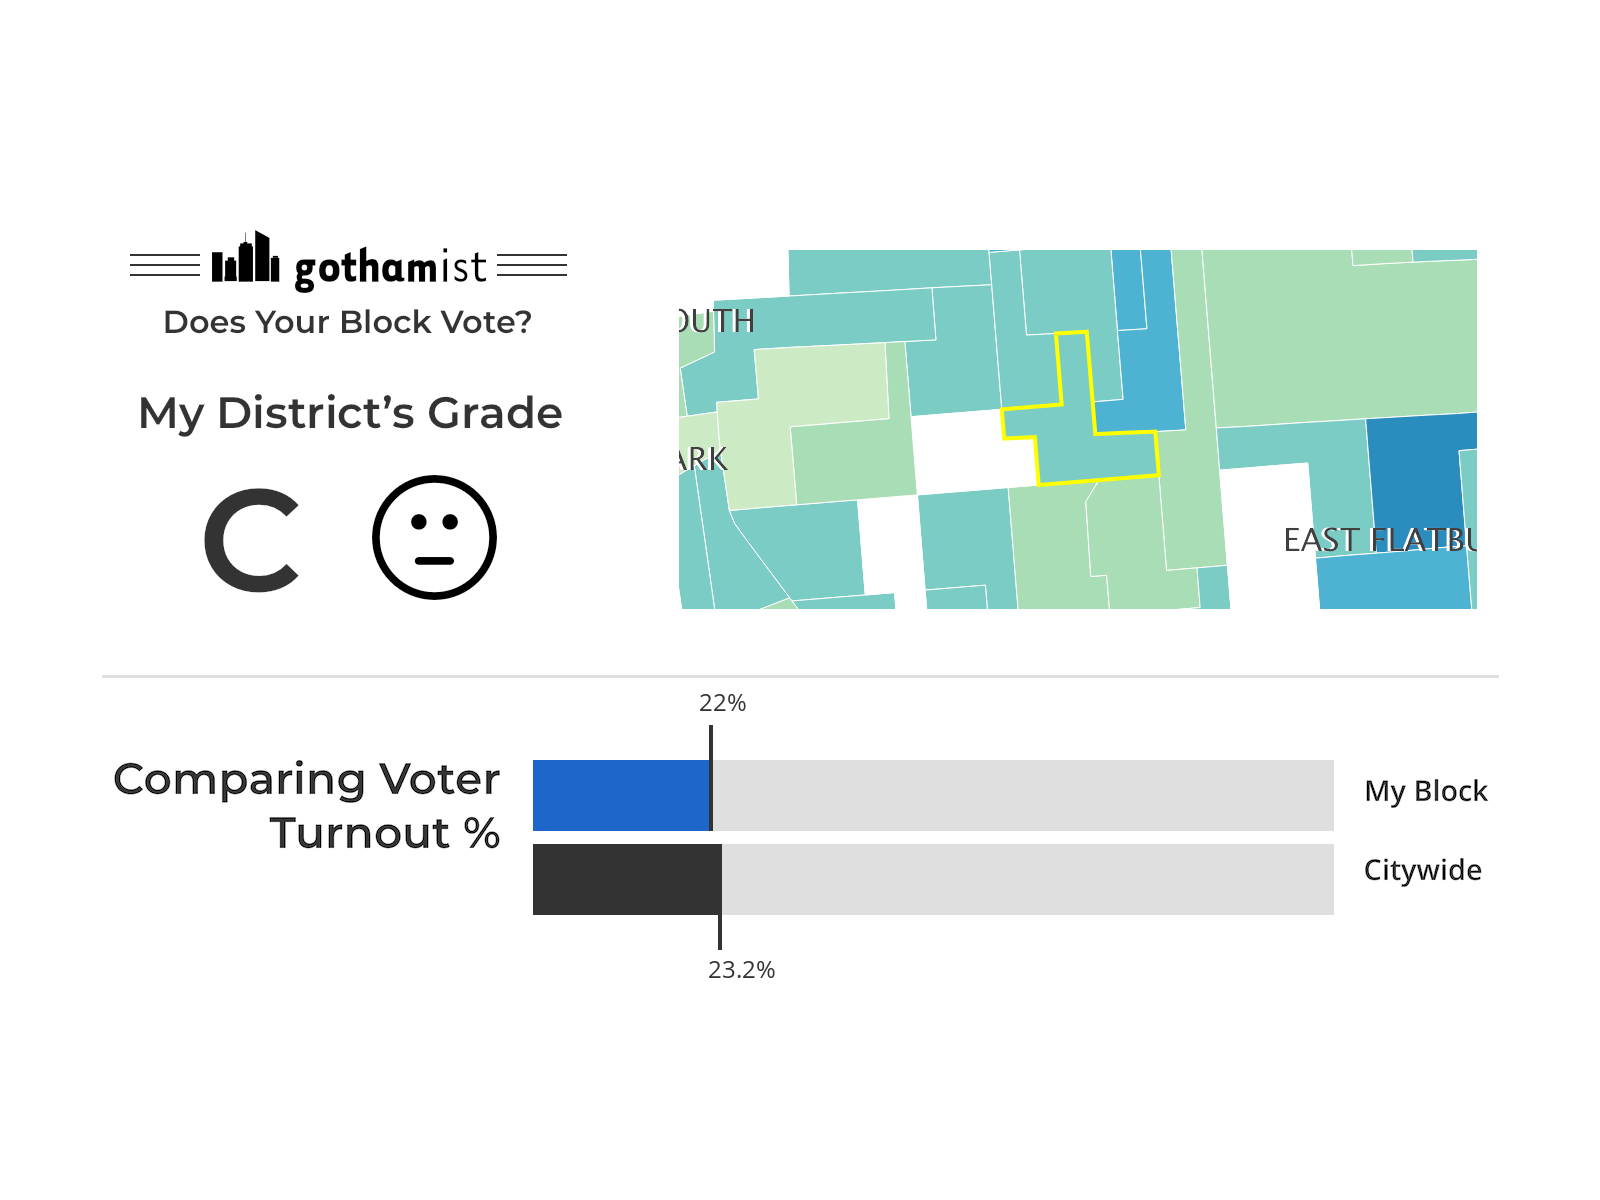 gothamist
Does Your Block Vote?
My District's Grade
C
OUTH
ARK
EAST FLATBU
22%
Comparing Voter
Turnout %
My Block
Citywide
23.2%